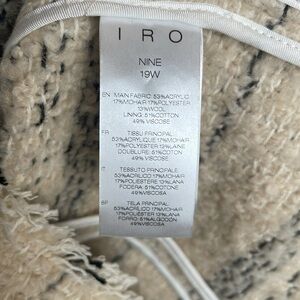 IRO
NINE
19W
EN MAIN FABRIC: 53%ACRYLIC
17%MOHAIR 17%POLYESTER
13%WOOL
LINING: 51%COTTON
49% VISCOSE
FR TISSU PRINCIPAL:
53%ACRYLIQUE 17%MOHAIR
17%POLYESTER 13%LAINE
DOUBLURE: 51%COTON
49% VISCOSE
IT TESSUTO PRINCIPALE:
53%ACRILICO 17%MOHAIR
17%POLIESTERE 13%LANA
FODERA: 51%COTONE
49%VISCOSA
TELA PRINCIPAL:
53%ACRILICO 17%MOHAIR
17%POLIESTER 13%LANA
FORRO: 51%ALGODÓN
49%VISCOSA